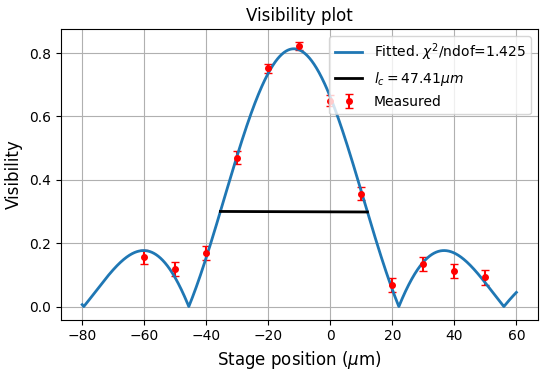 Visibility plot
Fitted. χ²/ndof=1.425
l_c = 47.41μm
Measured
Visibility
0.8
0.6
0.4
0.2
0.0
−80 −60 −40 −20 0 20 40 60
Stage position (μm)